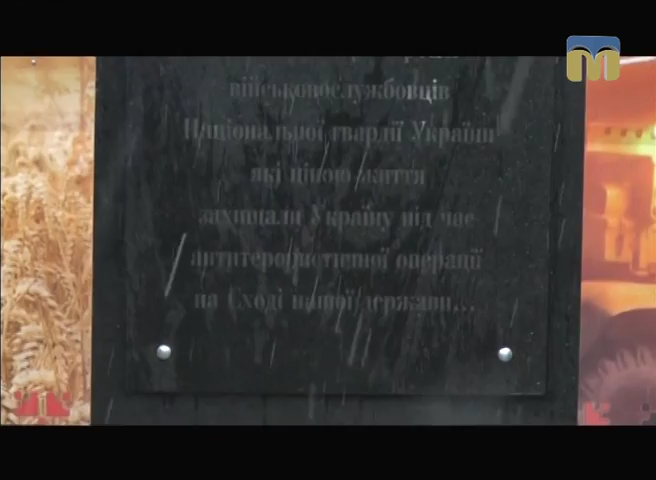 військовослужбовців
Національної гвардії України
які ціною життя
захищали Україну під час
антитерористичної операції
на Сході нашої держави...